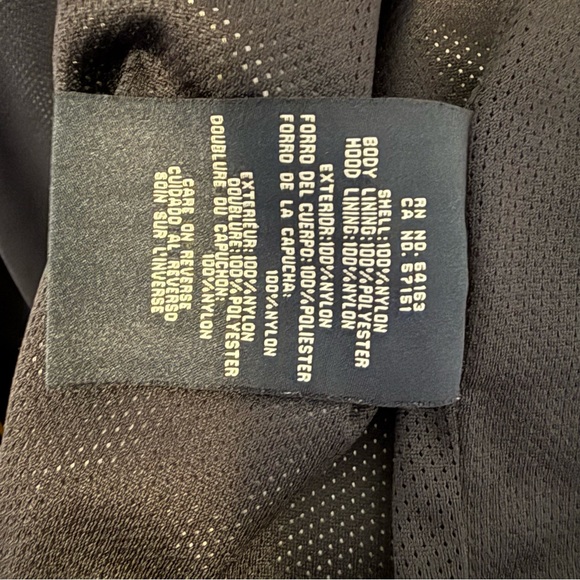 RN NO. 54163
CA NO. 57151
SHELL:100%NYLON
BODY LINING:100%POLYESTER
HOOD LINING:100%NYLON
EXTERIOR:100%NYLON
FORRO DEL CUERPO:100%POLIESTER
FORRO DE LA CAPUCHA:
100%NYLON
EXTERIEUR:100%NYLON
DOUBLURE:100%POLYESTER
DOUBLURE DU CAPUCHON:
100%NYLON
CARE ON REVERSE
CUIDADO AL REVERSO
SOIN SUR L'INVERSE